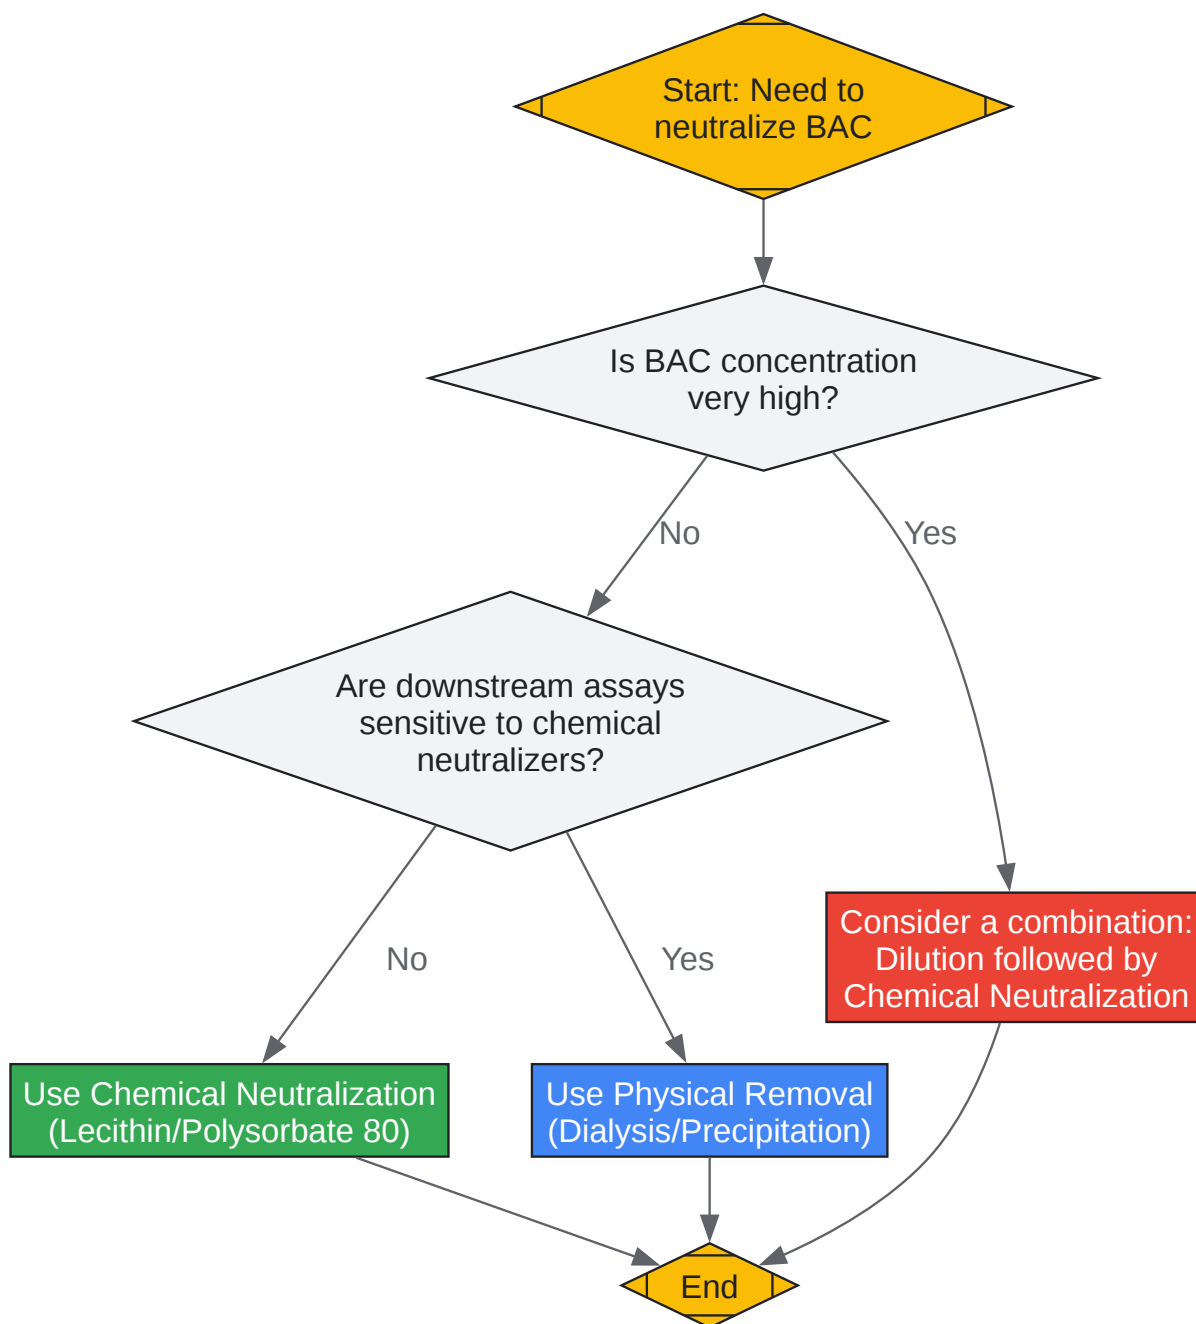 Start: Need to
neutralize BAC
Is BAC concentration
very high?
No
Yes
Are downstream assays
sensitive to chemical
neutralizers?
No
Yes
Consider a combination:
Dilution followed by
Chemical Neutralization
Use Chemical Neutralization
(Lecithin/Polysorbate 80)
Use Physical Removal
(Dialysis/Precipitation)
End